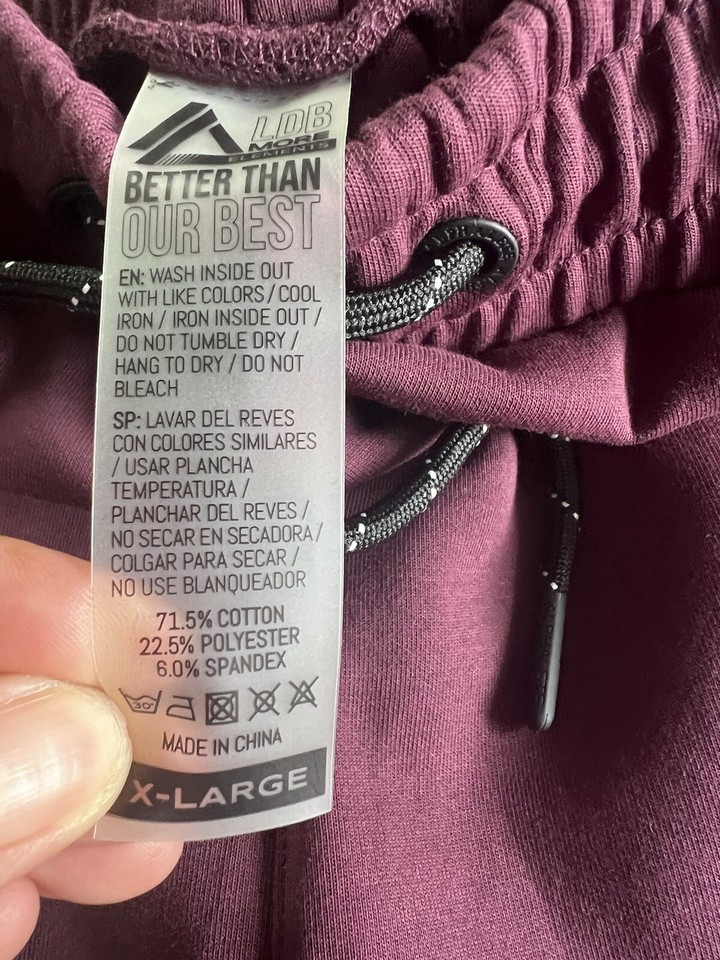 LDB
MORE
ELEMENTS
BETTER THAN
OUR BEST
EN: WASH INSIDE OUT
WITH LIKE COLORS / COOL
IRON / IRON INSIDE OUT /
DO NOT TUMBLE DRY /
HANG TO DRY / DO NOT
BLEACH
SP: LAVAR DEL REVES
CON COLORES SIMILARES
/ USAR PLANCHA
TEMPERATURA /
PLANCHAR DEL REVES /
NO SECAR EN SECADORA /
COLGAR PARA SECAR /
NO USE BLANQUEADOR
71.5% COTTON
22.5% POLYESTER
6.0% SPANDEX
30°
MADE IN CHINA
X-LARGE